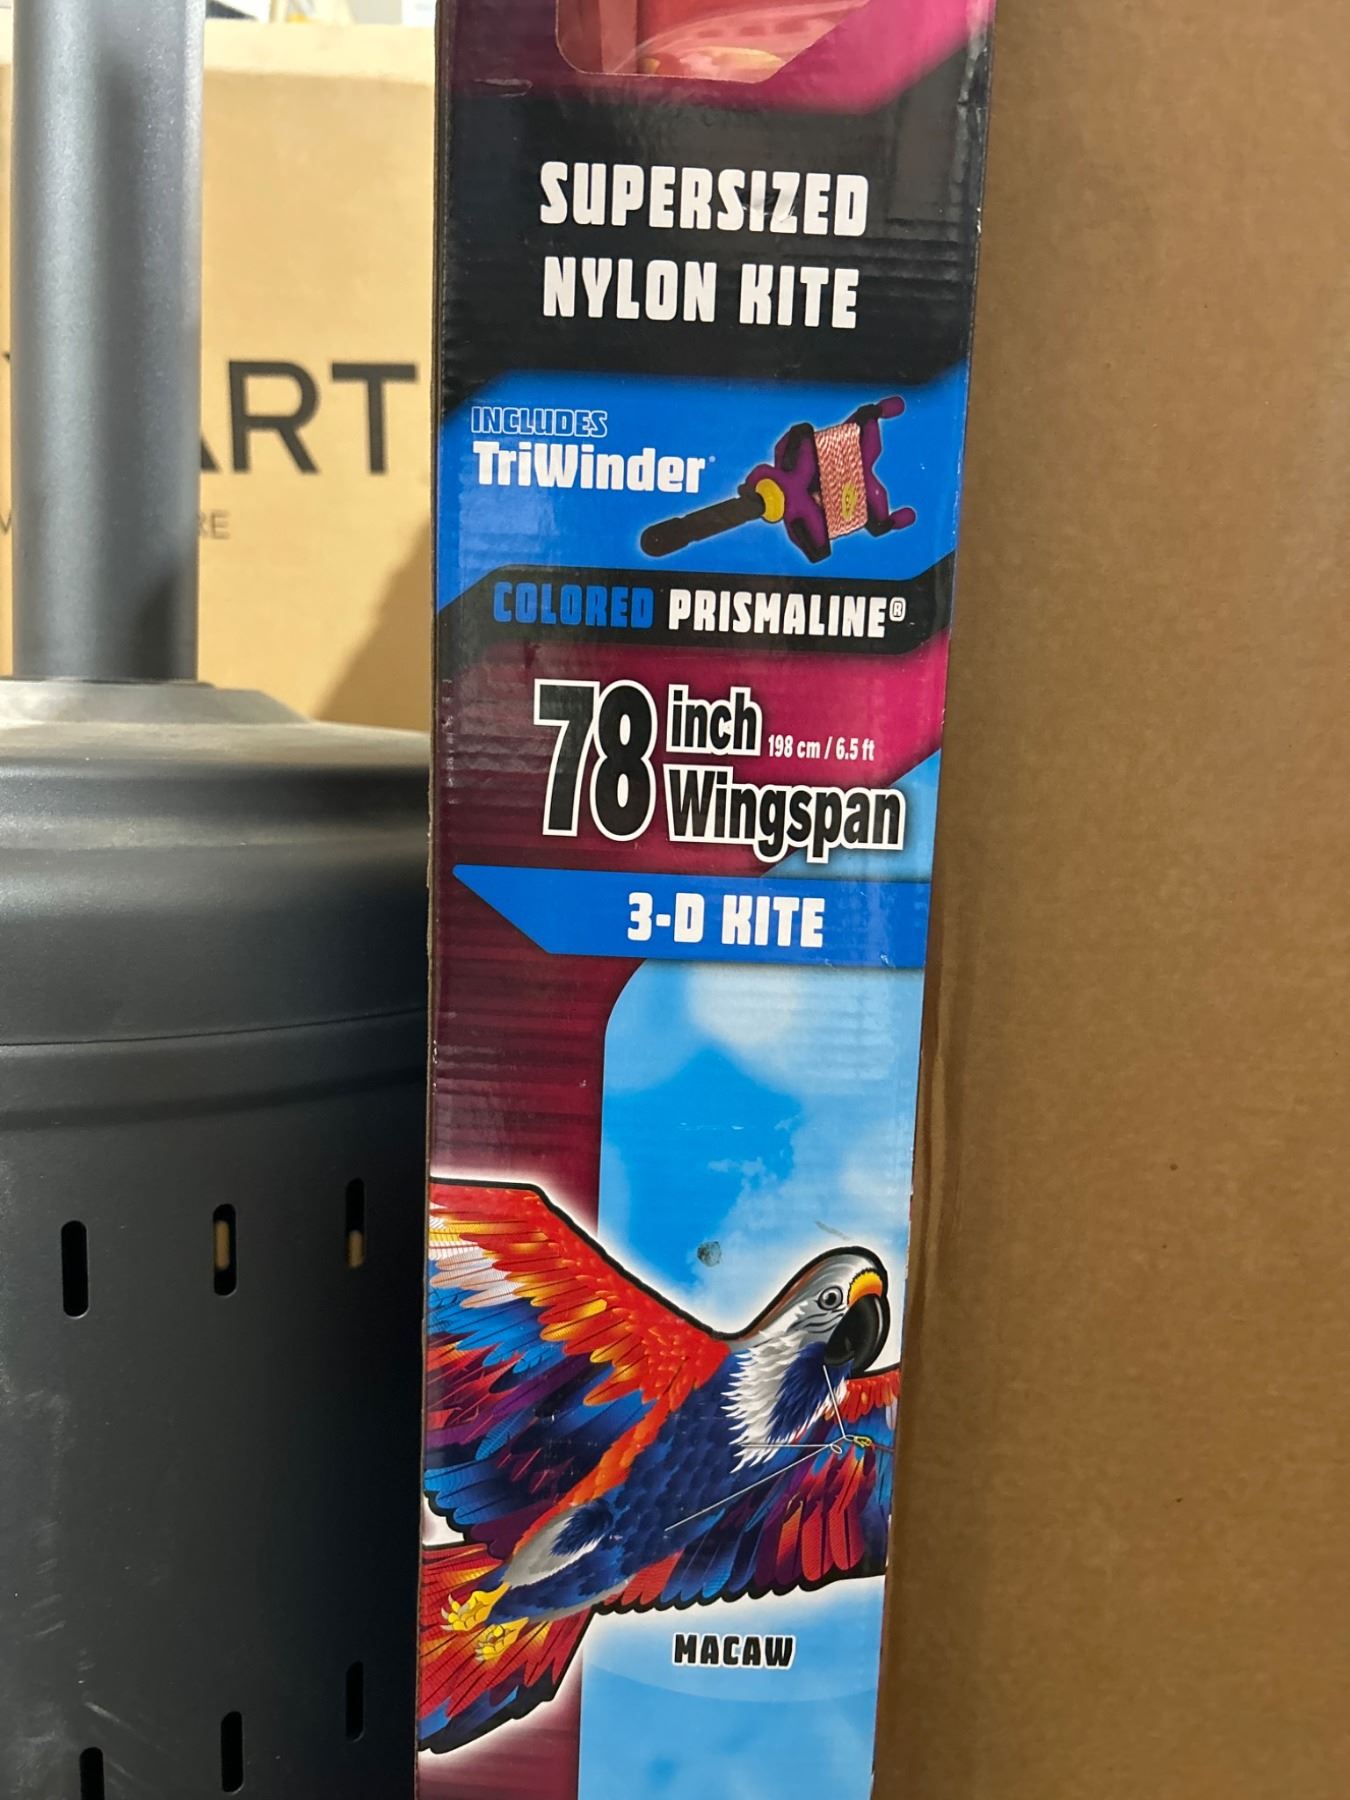 SUPERSIZED
NYLON KITE
INCLUDES
TriWinder
COLORED PRISMALINE®
78 inch
198 cm / 6.5 ft
Wingspan
3-D KITE
MACAW
ART